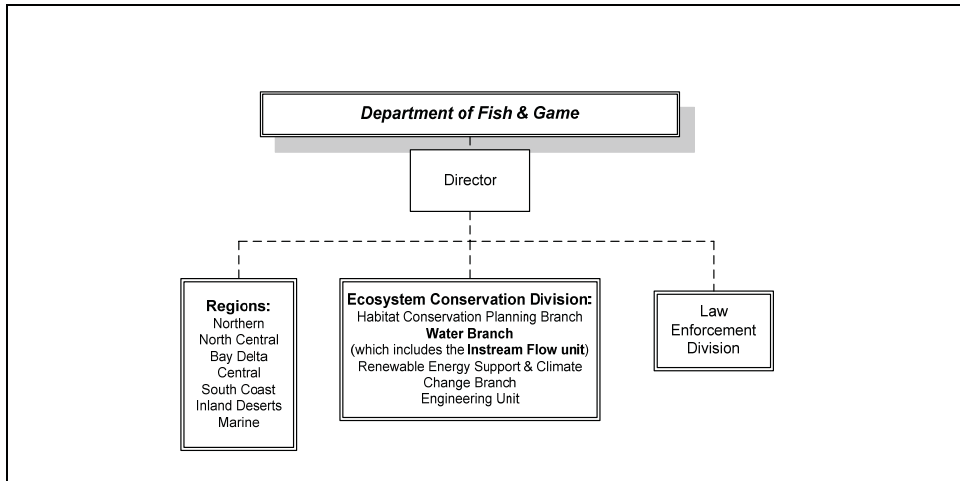 Department of Fish & Game
Director
Regions:
Northern
North Central
Bay Delta
Central
South Coast
Inland Deserts
Marine
Ecosystem Conservation Division:
Habitat Conservation Planning Branch
Water Branch
(which includes the Instream Flow unit)
Renewable Energy Support & Climate
Change Branch
Engineering Unit
Law
Enforcement
Division